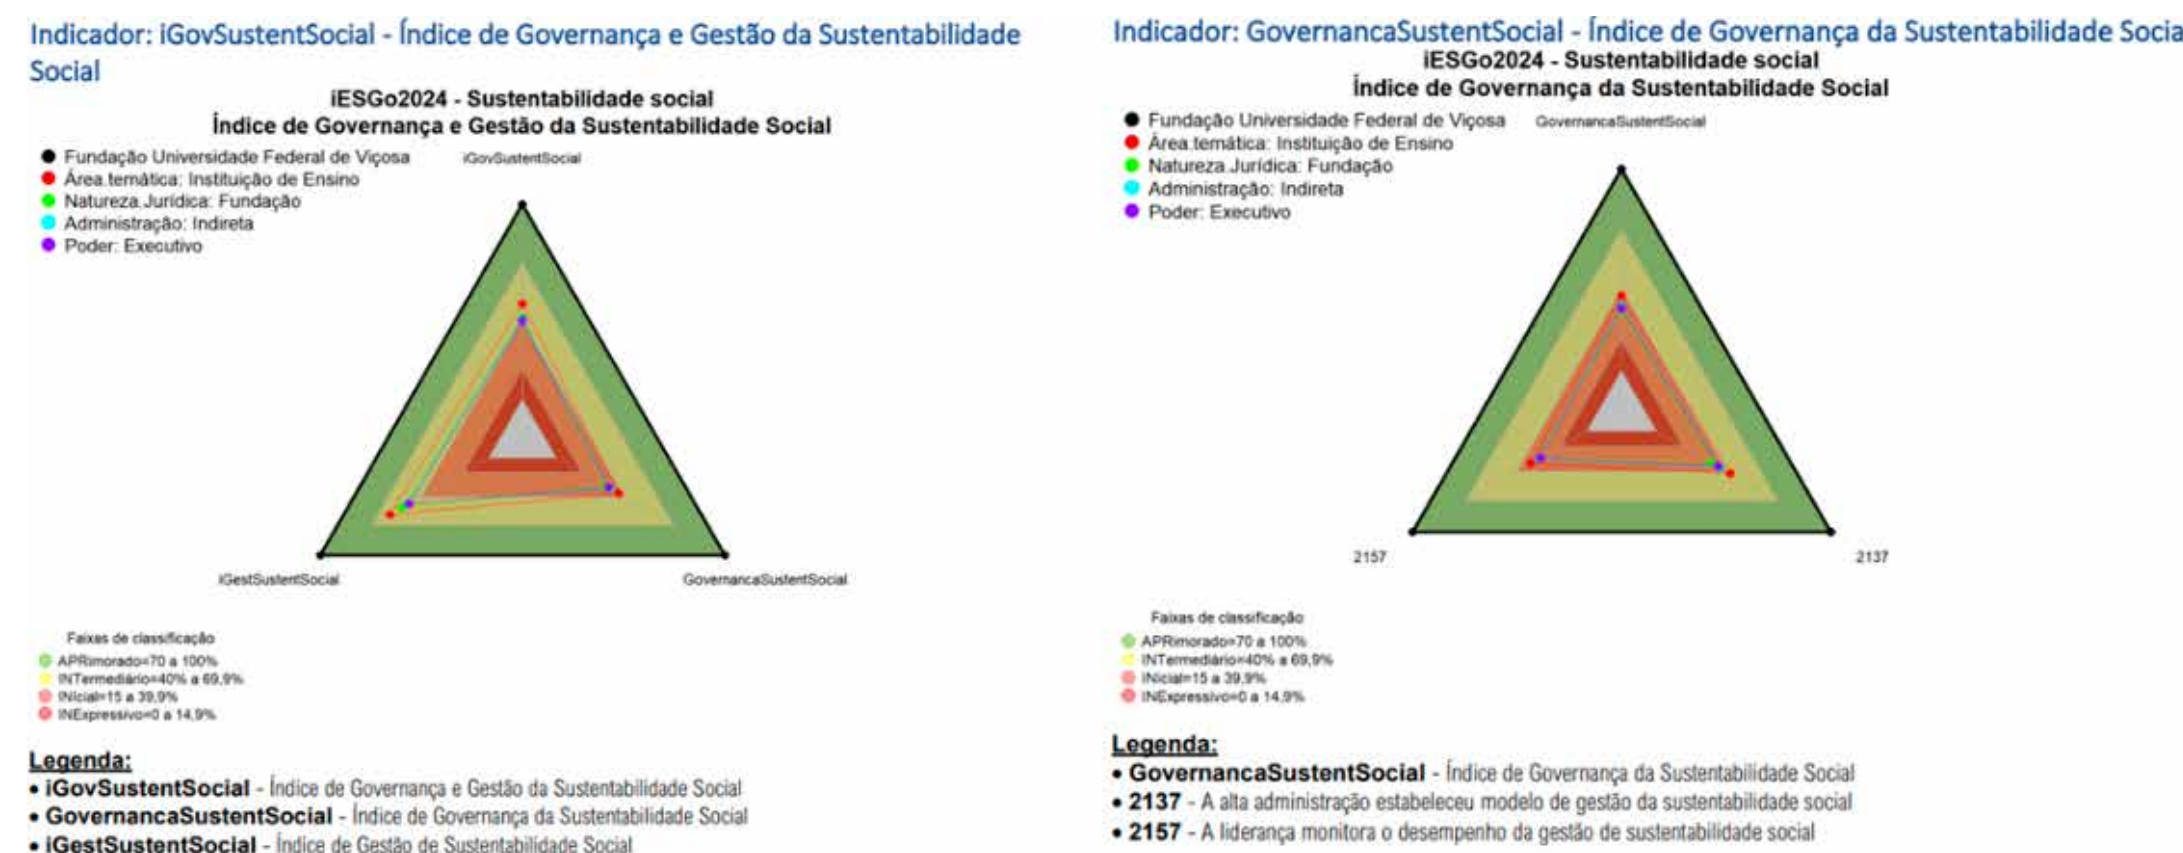 Indicador: iGovSustentSocial - Índice de Governança e Gestão da Sustentabilidade
Social
iESGo2024 - Sustentabilidade social
Índice de Governança e Gestão da Sustentabilidade Social
Fundação Universidade Federal de Viçosa
iGovSustentSocial
Área.temática: Instituição de Ensino
Natureza.Jurídica: Fundação
Administração: Indireta
Poder: Executivo
iGestSustentSocial
GovernancaSustentSocial
Faixas de classificação
APRimorado=70 a 100%
INTermediário=40% a 69,9%
INIcial=15 a 39,9%
INExpressivo=0 a 14,9%
Legenda:
• iGovSustentSocial - Índice de Governança e Gestão da Sustentabilidade Social
• GovernancaSustentSocial - Índice de Governança da Sustentabilidade Social
• iGestSustentSocial - Índice de Gestão de Sustentabilidade Social
Indicador: GovernancaSustentSocial - Índice de Governança da Sustentabilidade Socia
iESGo2024 - Sustentabilidade social
Índice de Governança da Sustentabilidade Social
Fundação Universidade Federal de Viçosa
GovernancaSustentSocial
Área.temática: Instituição de Ensino
Natureza.Jurídica: Fundação
Administração: Indireta
Poder: Executivo
2157
2137
Faixas de classificação
APRimorado=70 a 100%
INTermediário=40% a 69,9%
INIcial=15 a 39,9%
INExpressivo=0 a 14,9%
Legenda:
• GovernancaSustentSocial - Índice de Governança da Sustentabilidade Social
• 2137 - A alta administração estabeleceu modelo de gestão da sustentabilidade social
• 2157 - A liderança monitora o desempenho da gestão de sustentabilidade social